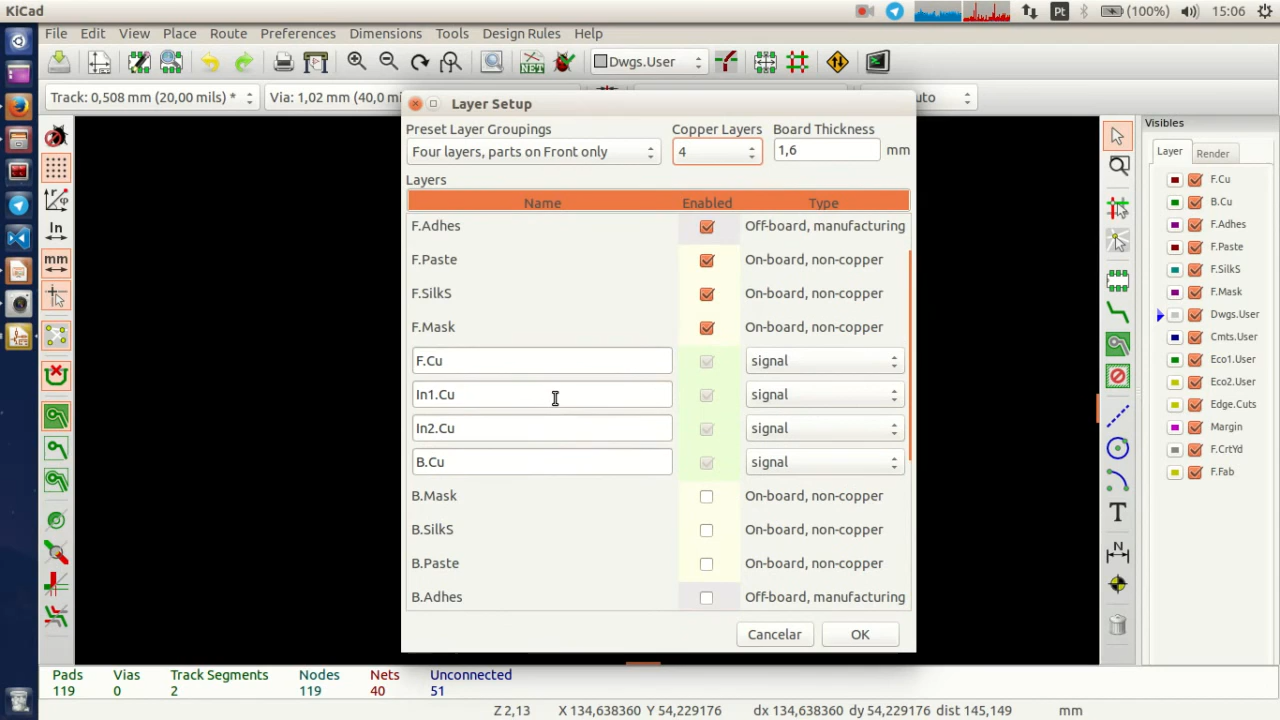 KiCad
Pt
(100%)
15:06
File Edit View Place Route Preferences Dimensions Tools Design Rules Help
NET
Dwgs.User
Track: 0,508 mm (20,00 mils) *
Via: 1,02 mm (40,0 mi
uto
Layer Setup
Preset Layer Groupings
Copper Layers
Board Thickness
Four layers, parts on Front only
4
1,6
mm
Layers
Name Enabled Type
F.Adhes Off-board, manufacturing
F.Paste On-board, non-copper
F.SilkS On-board, non-copper
F.Mask On-board, non-copper
F.Cu signal
In1.Cu signal
In2.Cu signal
B.Cu signal
B.Mask On-board, non-copper
B.SilkS On-board, non-copper
B.Paste On-board, non-copper
B.Adhes Off-board, manufacturing
Cancelar
OK
In
mm
Visibles
Layer Render
F.Cu
B.Cu
F.Adhes
F.Paste
F.SilkS
F.Mask
Dwgs.User
Cmts.User
Eco1.User
Eco2.User
Edge.Cuts
Margin
F.CrtYd
F.Fab
T
N
Pads Vias Track Segments Nodes Nets Unconnected
119 0 2 119 40 51
Z 2,13 X 134,638360 Y 54,229176 dx 134,638360 dy 54,229176 dist 145,149 mm